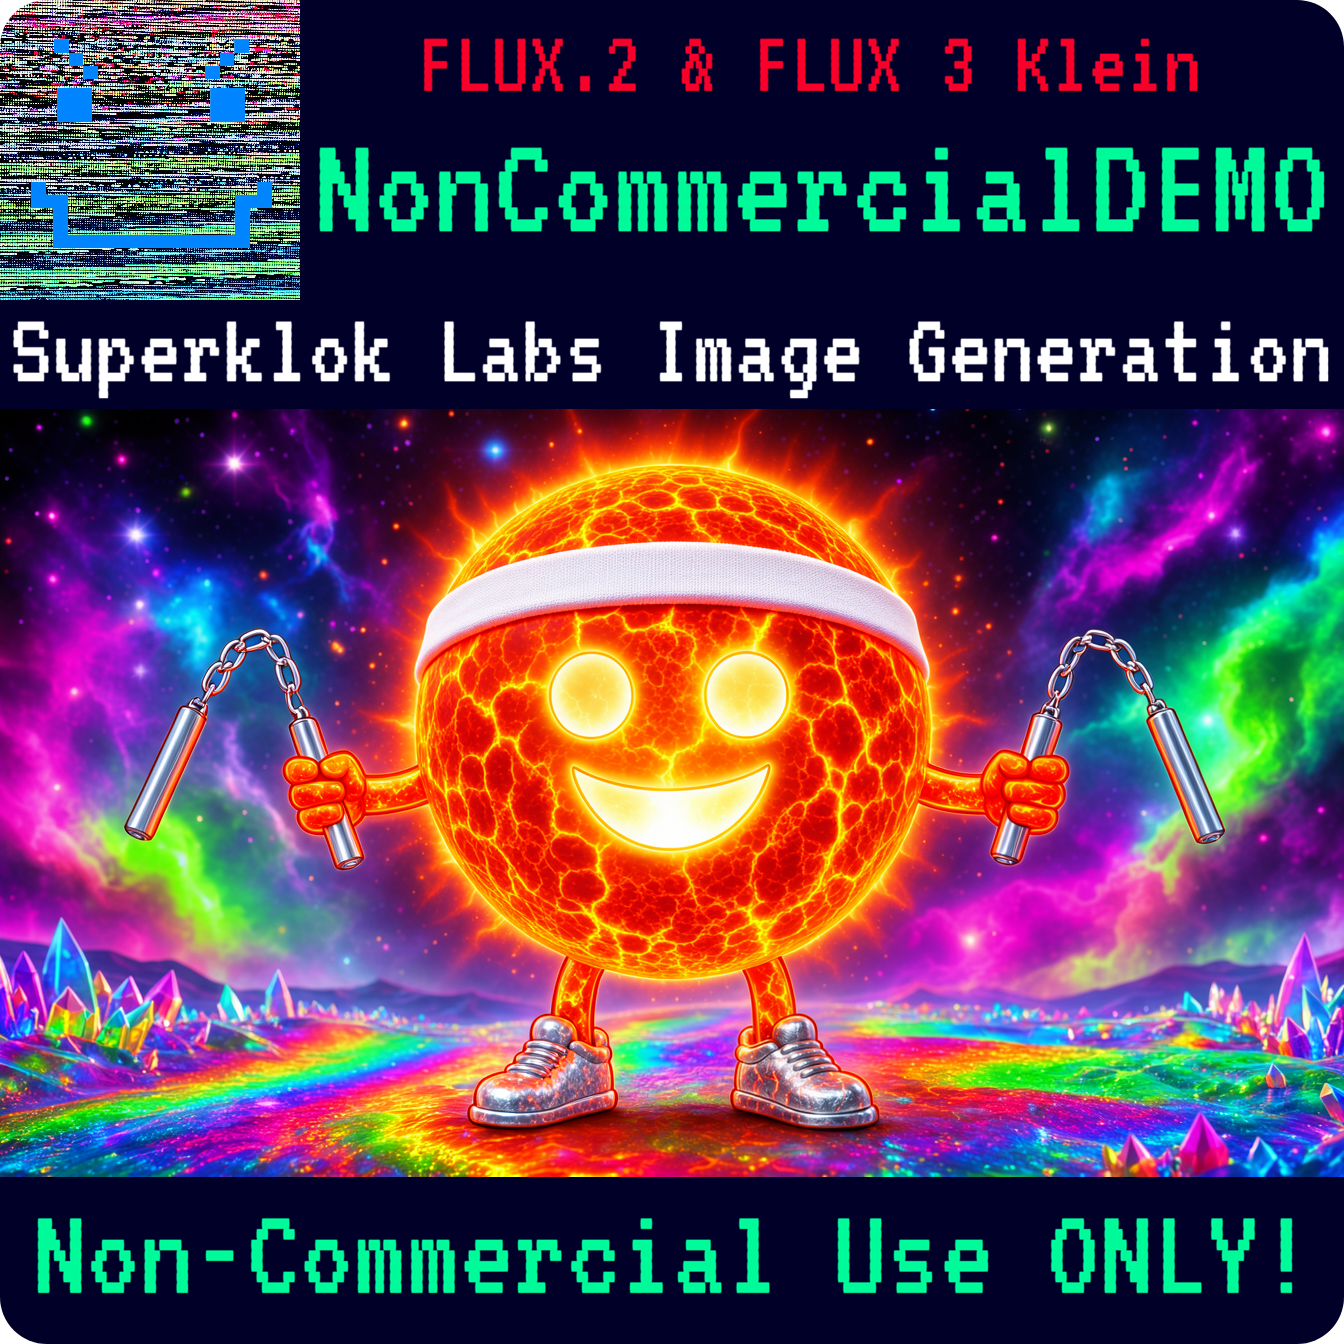 FLUX.2 & FLUX 3 Klein
NonCommercialDEMO
Superklok Labs Image Generation
Non-Commercial Use ONLY!